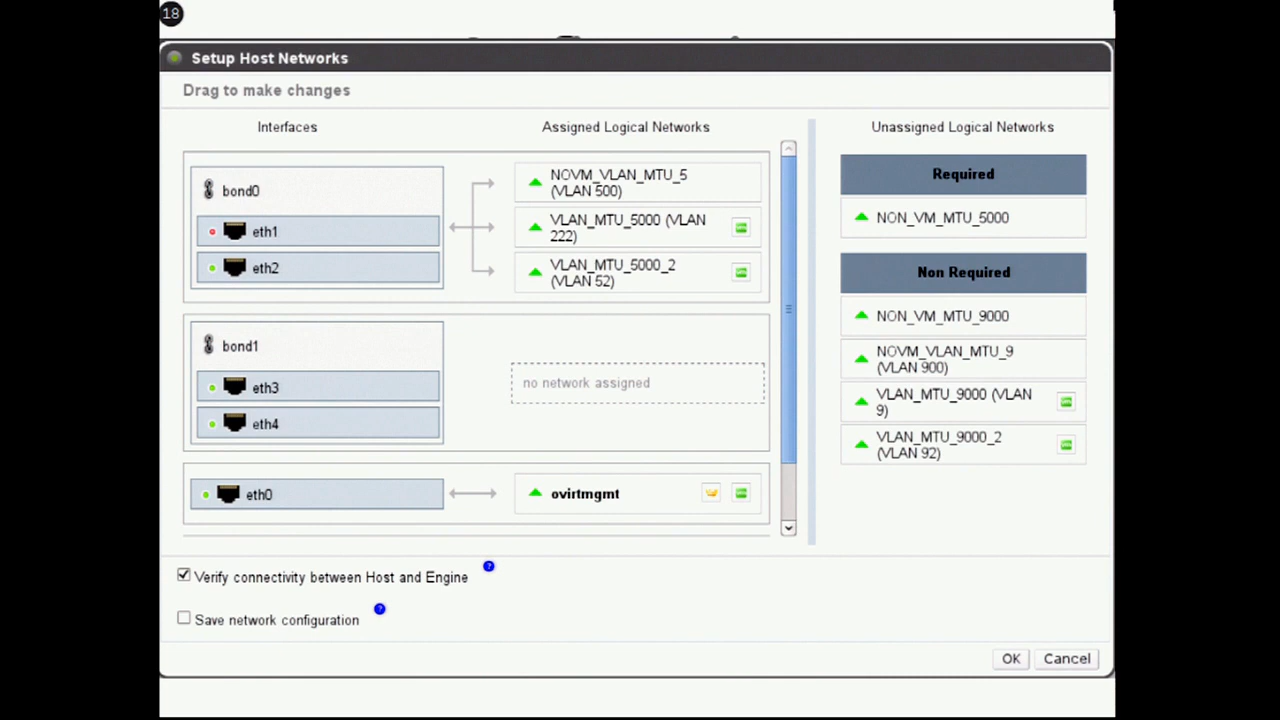 18
Setup Host Networks
Drag to make changes
Interfaces
Assigned Logical Networks
Unassigned Logical Networks
bond0
eth1
eth2
NOVM_VLAN_MTU_5
(VLAN 500)
VLAN_MTU_5000 (VLAN
222)
VLAN_MTU_5000_2
(VLAN 52)
bond1
eth3
eth4
no network assigned
eth0
ovirtmgmt
Required
NON_VM_MTU_5000
Non Required
NON_VM_MTU_9000
NOVM_VLAN_MTU_9
(VLAN 900)
VLAN_MTU_9000 (VLAN
9)
VLAN_MTU_9000_2
(VLAN 92)
Verify connectivity between Host and Engine
?
Save network configuration
?
OK
Cancel